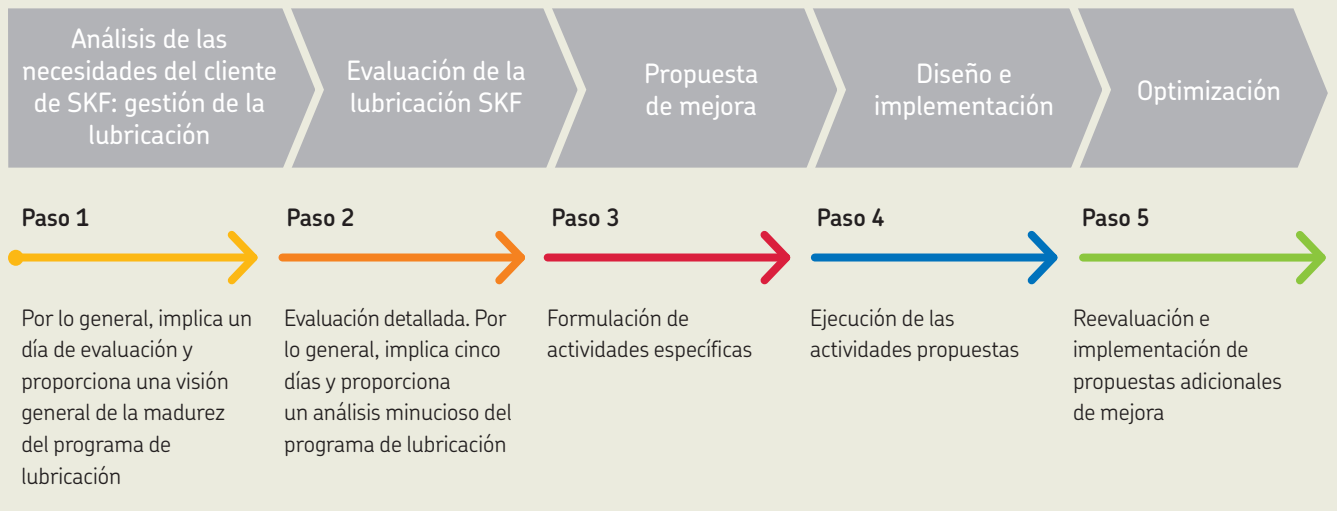 Análisis de las
necesidades del cliente
de SKF: gestión de la
lubricación
Evaluación de la
lubricación SKF
Propuesta
de mejora
Diseño e
implementación
Optimización
Paso 1
Por lo general, implica un
día de evaluación y
proporciona una visión
general de la madurez
del programa de
lubricación
Paso 2
Evaluación detallada. Por
lo general, implica cinco
días y proporciona
un análisis minucioso del
programa de lubricación
Paso 3
Formulación de
actividades específicas
Paso 4
Ejecución de las
actividades propuestas
Paso 5
Reevaluación e
implementación de
propuestas adicionales
de mejora